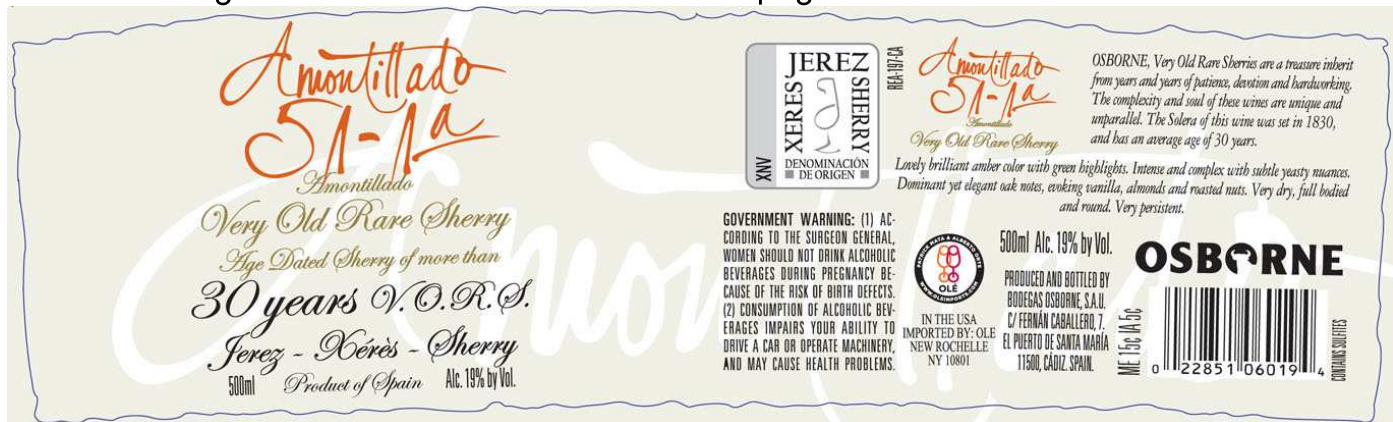 Amontillado
51-1a
Amontillado
Very Old Rare Sherry
Age Dated Sherry of more than
30 years V.O.R.S.
Jerez - Xérès - Sherry
500ml Product of Spain Alc. 19% by Vol.
XNV
XERES
JEREZ
SHERRY
DENOMINACIÓN
DE ORIGEN
REA-197-CA
Amontillado
51-1a
Amontillado
Very Old Rare Sherry
OSBORNE, Very Old Rare Sherries are a treasure inherit
from years and years of patience, devotion and hardworking.
The complexity and soul of these wines are unique and
unparallel. The Solera of this wine was set in 1830,
and has an average age of 30 years.
Lovely brilliant amber color with green highlights. Intense and complex with subtle yeasty nuances.
Dominant yet elegant oak notes, evoking vanilla, almonds and roasted nuts. Very dry, full bodied
and round. Very persistent.
GOVERNMENT WARNING: (1) AC-
CORDING TO THE SURGEON GENERAL,
WOMEN SHOULD NOT DRINK ALCOHOLIC
BEVERAGES DURING PREGNANCY BE-
CAUSE OF THE RISK OF BIRTH DEFECTS.
(2) CONSUMPTION OF ALCOHOLIC BEV-
ERAGES IMPAIRS YOUR ABILITY TO
DRIVE A CAR OR OPERATE MACHINERY,
AND MAY CAUSE HEALTH PROBLEMS.
PATRICK MATA & ALBERTO ORTE
OLÉ
WWW.OLEIMPORTS.COM
IN THE USA
IMPORTED BY: OLE
NEW ROCHELLE
NY 10801
500ml Alc. 19% by Vol.
PRODUCED AND BOTTLED BY
BODEGAS OSBORNE, S.A.U.
C/ FERNÁN CABALLERO, 7.
EL PUERTO DE SANTA MARÍA
11500, CÁDIZ. SPAIN.
OSBORNE
ME 15c IA 5c
0 22851 06019 4
CONTAINS SULFITES
Amontillado